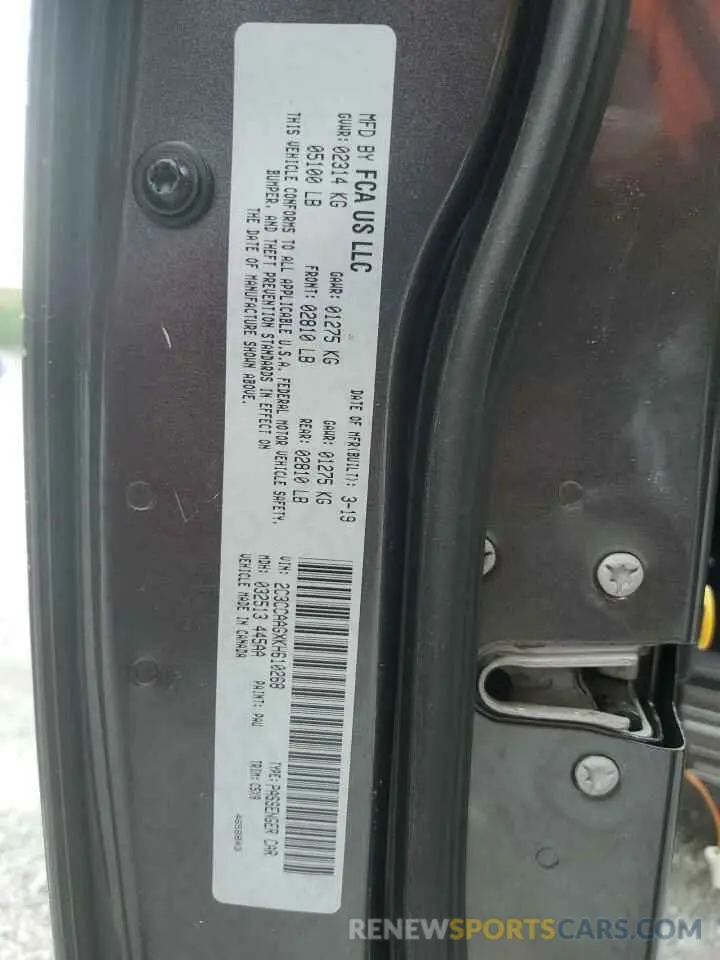 MFD BY FCA US LLC
DATE OF MFR(BUILT): 3-19
GVWR: 02314 KG
GAWR: 01275 KG
GAWR: 01275 KG
05100 LB
FRONT: 02810 LB
REAR: 02810 LB
THIS VEHICLE CONFORMS TO ALL APPLICABLE U.S.A. FEDERAL MOTOR VEHICLE SAFETY,
BUMPER, AND THEFT PREVENTION STANDARDS IN EFFECT ON
THE DATE OF MANUFACTURE SHOWN ABOVE.
VIN: 2C3CCAAGXKH610268
TYPE: PASSENGER CAR
MDH: 032513 445AA
PAINT: PAU
TRIM: C5X9
VEHICLE MADE IN CANADA
RENEWSPORTSCARS.COM